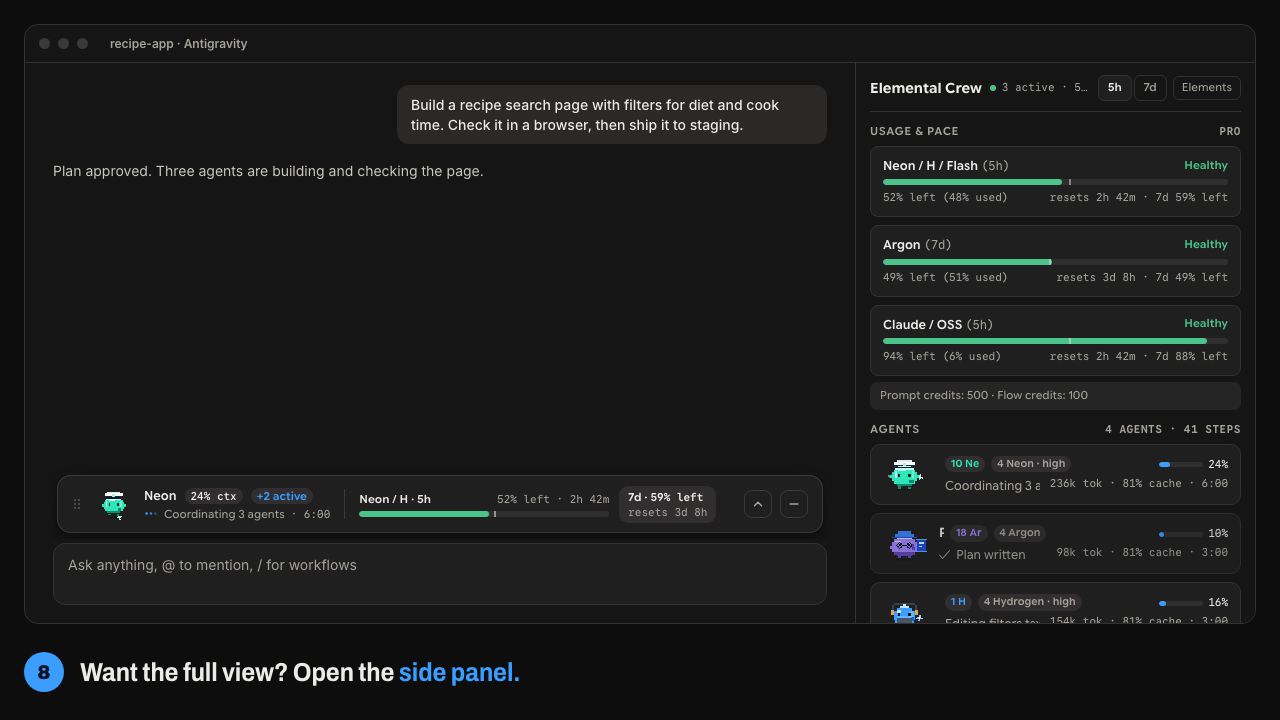 recipe-app · Antigravity
Build a recipe search page with filters for diet and cook
time. Check it in a browser, then ship it to staging.
Plan approved. Three agents are building and checking the page.
Neon 24% ctx +2 active
Coordinating 3 agents · 6:00
Neon / H · 5h 52% left · 2h 42m
7d · 59% left
resets 3d 8h
Ask anything, @ to mention, / for workflows
Elemental Crew 3 active · 5… 5h 7d Elements
USAGE & PACE PRO
Neon / H / Flash (5h) Healthy
52% left (48% used) resets 2h 42m · 7d 59% left
Argon (7d) Healthy
49% left (51% used) resets 3d 8h · 7d 49% left
Claude / OSS (5h) Healthy
94% left (6% used) resets 2h 42m · 7d 88% left
Prompt credits: 500 · Flow credits: 100
AGENTS 4 AGENTS · 41 STEPS
10 Ne 4 Neon · high 24%
Coordinating 3 a 236k tok · 81% cache · 6:00
18 Ar 4 Argon 10%
Plan written 98k tok · 81% cache · 3:00
1 H 4 Hydrogen · high 16%
Editing filters 154k tok · 81% cache · 3:00
8 Want the full view? Open the side panel.